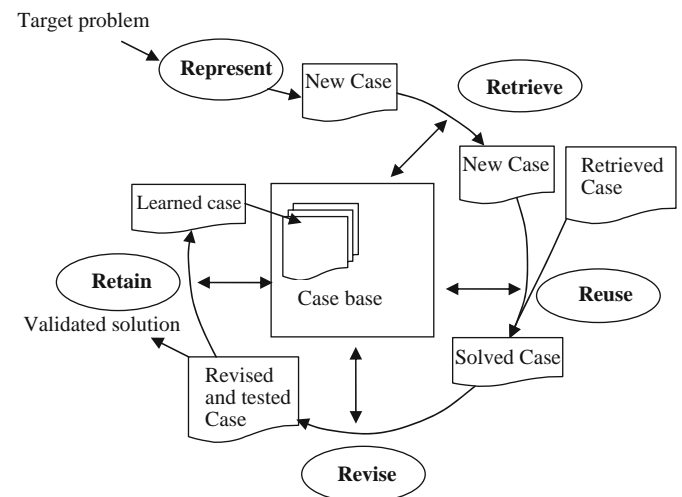 Target problem
Represent
New Case
Retrieve
New Case
Retrieved
Case
Learned case
Case base
Retain
Reuse
Validated solution
Solved Case
Revised
and tested
Case
Revise